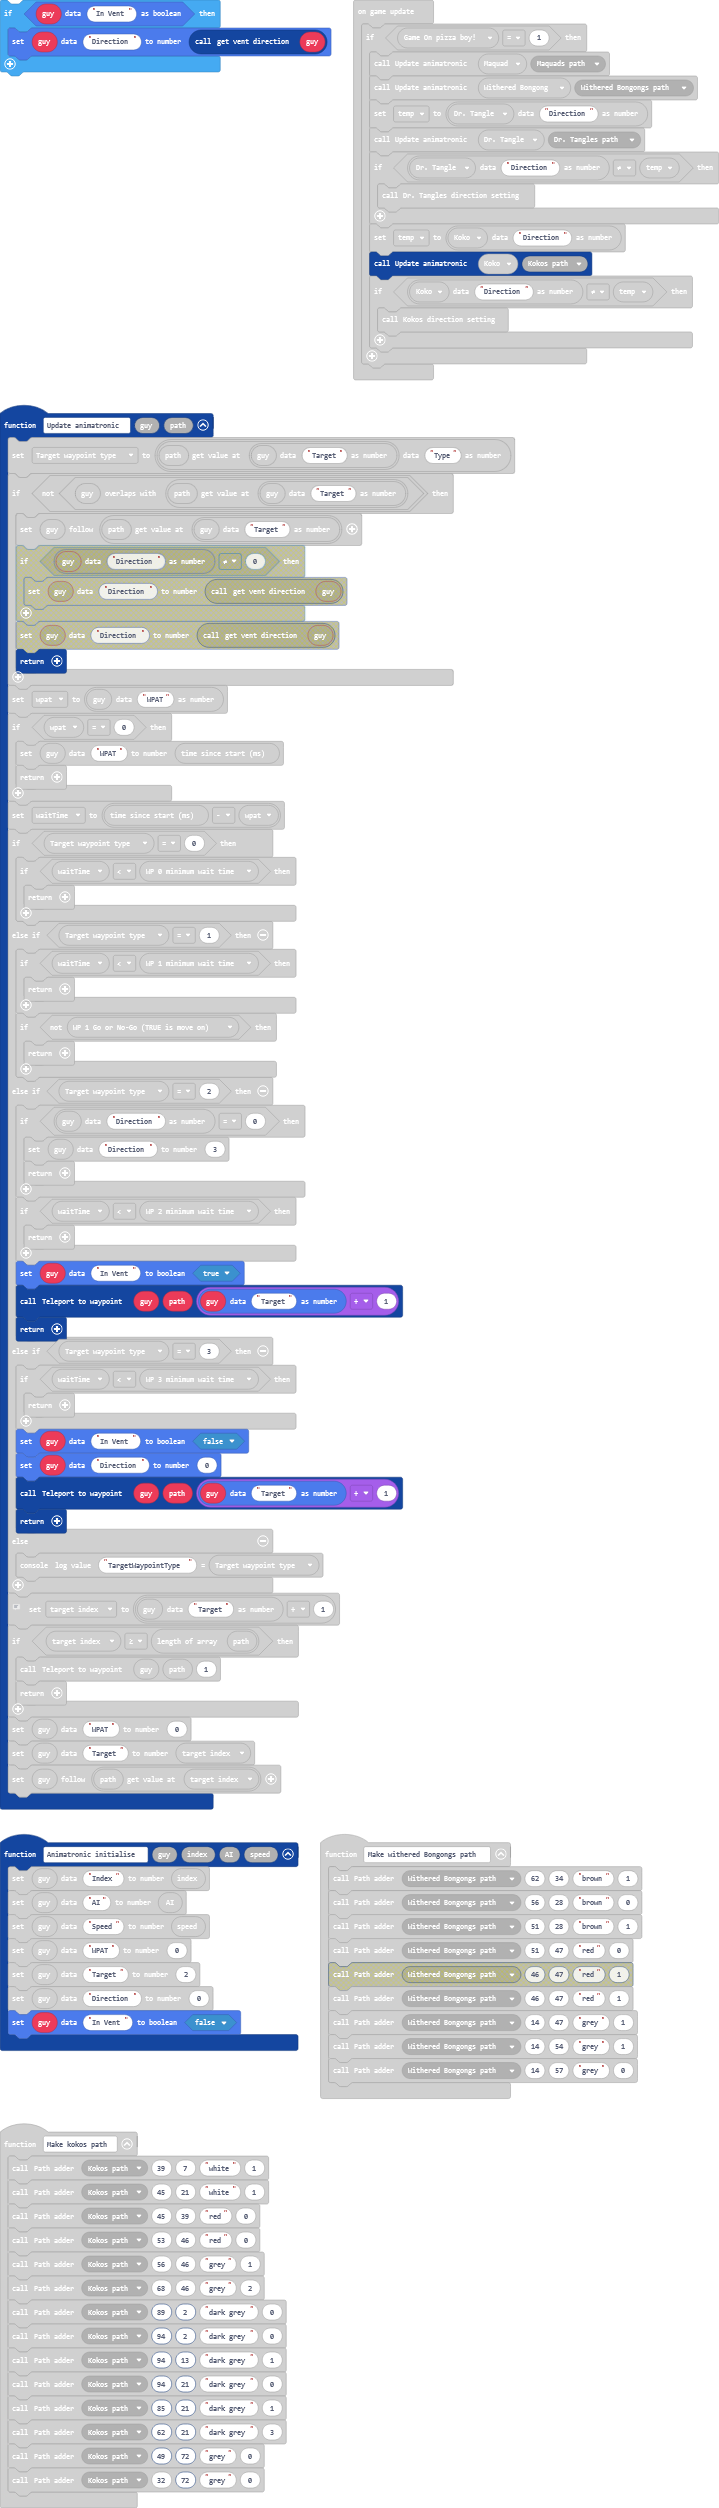 if guy data "In Vent" as boolean then
set guy data "Direction" to number call get vent direction guy
on game update
if Game On pizza boy! = 1 then
call Update animatronic Maquad Maquads path
call Update animatronic Withered Bongong Withered Bongongs path
set temp to Dr. Tangle data "Direction" as number
call Update animatronic Dr. Tangle Dr. Tangles path
if Dr. Tangle data "Direction" as number ≠ temp then
call Dr. Tangles direction setting
set temp to Koko data "Direction" as number
call Update animatronic Koko Kokos path
if Koko data "Direction" as number ≠ temp then
call Kokos direction setting
function Update animatronic guy path
set Target waypoint type to path get value at guy data "Target" as number data "Type" as number
if not guy overlaps with path get value at guy data "Target" as number then
set guy follow path get value at guy data "Target" as number
if guy data "Direction" as number ≠ 0 then
set guy data "Direction" to number call get vent direction guy
set guy data "Direction" to number call get vent direction guy
return
set wpat to guy data "WPAT" as number
if wpat = 0 then
set guy data "WPAT" to number time since start (ms)
return
set waitTime to time since start (ms) - wpat
if Target waypoint type = 0 then
if waitTime < WP 0 minimum wait time then
return
else if Target waypoint type = 1 then
if waitTime < WP 1 minimum wait time then
return
if not WP 1 Go or No-Go (TRUE is move on) then
return
else if Target waypoint type = 2 then
if guy data "Direction" as number = 0 then
set guy data "Direction" to number 3
return
if waitTime < WP 2 minimum wait time then
return
set guy data "In Vent" to boolean true
call Teleport to waypoint guy path guy data "Target" as number + 1
return
else if Target waypoint type = 3 then
if waitTime < WP 3 minimum wait time then
return
set guy data "In Vent" to boolean false
set guy data "Direction" to number 0
call Teleport to waypoint guy path guy data "Target" as number + 1
return
else
console log value "TargetWaypointType" = Target waypoint type
set target index to guy data "Target" as number + 1
if target index ≥ length of array path then
call Teleport to waypoint guy path 1
return
set guy data "WPAT" to number 0
set guy data "Target" to number target index
set guy follow path get value at target index
function Animatronic initialise guy index AI speed
set guy data "Index" to number index
set guy data "AI" to number AI
set guy data "Speed" to number speed
set guy data "WPAT" to number 0
set guy data "Target" to number 2
set guy data "Direction" to number 0
set guy data "In Vent" to boolean false
function Make withered Bongongs path
call Path adder Withered Bongongs path 62 34 "brown" 1
call Path adder Withered Bongongs path 56 28 "brown" 0
call Path adder Withered Bongongs path 51 28 "brown" 1
call Path adder Withered Bongongs path 51 47 "red" 0
call Path adder Withered Bongongs path 46 47 "red" 1
call Path adder Withered Bongongs path 46 47 "red" 1
call Path adder Withered Bongongs path 14 47 "grey" 1
call Path adder Withered Bongongs path 14 54 "grey" 1
call Path adder Withered Bongongs path 14 57 "grey" 0
function Make kokos path
call Path adder Kokos path 39 7 "white" 1
call Path adder Kokos path 45 21 "white" 1
call Path adder Kokos path 45 39 "red" 0
call Path adder Kokos path 53 46 "red" 0
call Path adder Kokos path 56 46 "grey" 1
call Path adder Kokos path 68 46 "grey" 2
call Path adder Kokos path 89 2 "dark grey" 0
call Path adder Kokos path 94 2 "dark grey" 0
call Path adder Kokos path 94 13 "dark grey" 1
call Path adder Kokos path 94 21 "dark grey" 0
call Path adder Kokos path 85 21 "dark grey" 1
call Path adder Kokos path 62 21 "dark grey" 3
call Path adder Kokos path 49 72 "grey" 0
call Path adder Kokos path 32 72 "grey" 0